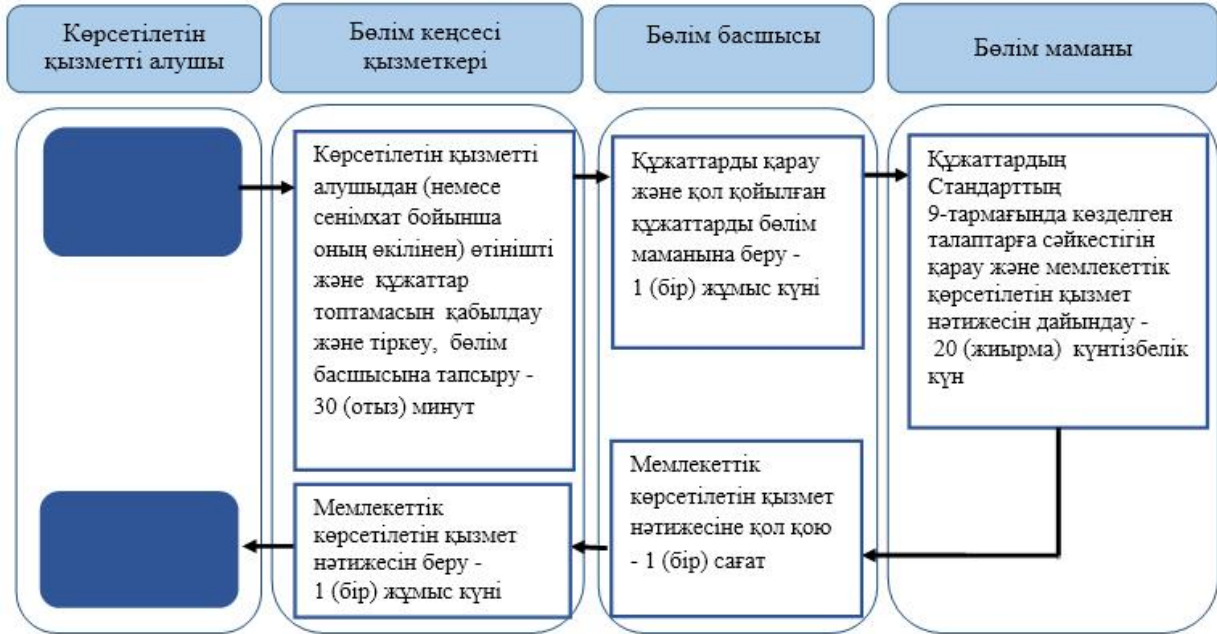 Көрсетілетін
қызметті алушы
Бөлім кеңсесі
қызметкері
Бөлім басшысы
Бөлім маманы
Көрсетілетін қызметті
алушыдан (немесе
сенімхат бойынша
оның өкілінен) өтінішті
және құжаттар
топтамасын қабылдау
және тіркеу, бөлім
басшысына тапсыру -
30 (отыз) минут
Құжаттарды қарау
және қол қойылған
құжаттарды бөлім
маманына беру -
1 (бір) жұмыс күні
Құжаттардың
Стандарттың
9-тармағында көзделген
талаптарға сәйкестігін
қарау және мемлекеттік
көрсетілетін қызмет
нәтижесін дайындау -
20 (жиырма) күнтізбелік
күн
Мемлекеттік
көрсетілетін қызмет
нәтижесіне қол қою
- 1 (бір) сағат
Мемлекеттік
көрсетілетін қызмет
нәтижесін беру -
1 (бір) жұмыс күні